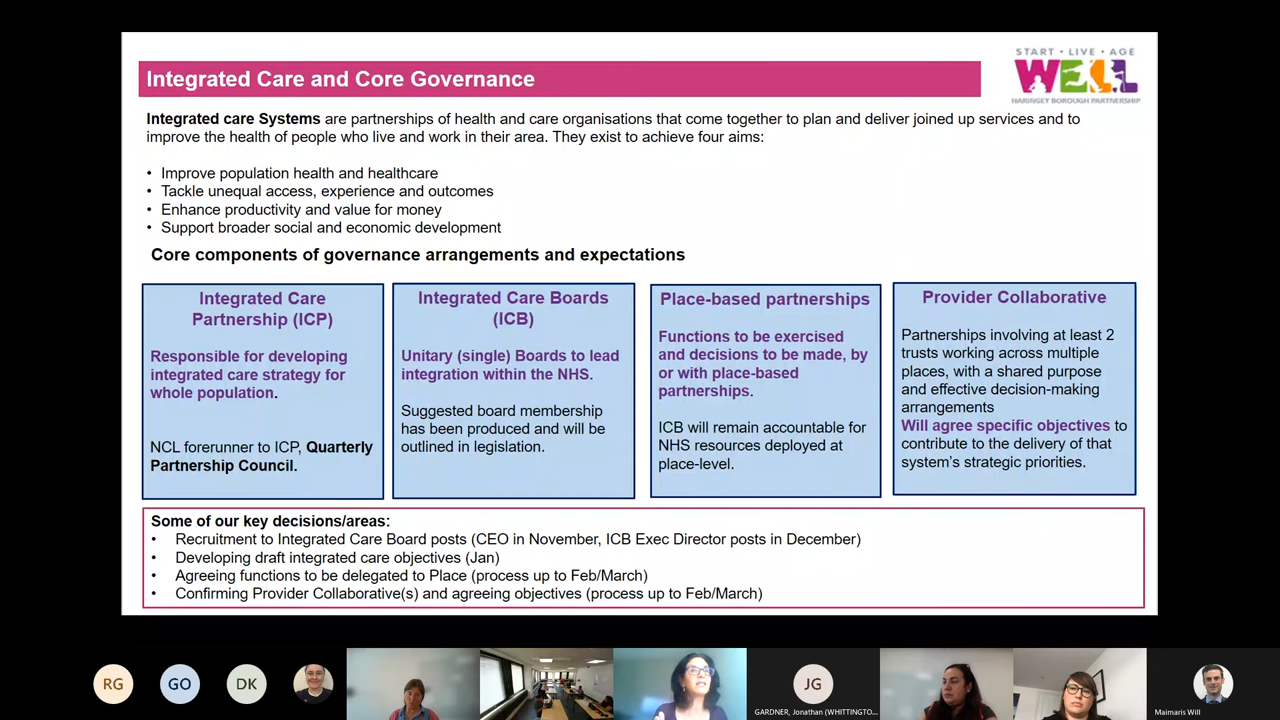 START • LIVE • AGE
WELL
HARINGEY BOROUGH PARTNERSHIP
Integrated Care and Core Governance
Integrated care Systems are partnerships of health and care organisations that come together to plan and deliver joined up services and to
improve the health of people who live and work in their area. They exist to achieve four aims:
• Improve population health and healthcare
• Tackle unequal access, experience and outcomes
• Enhance productivity and value for money
• Support broader social and economic development
Core components of governance arrangements and expectations
Integrated Care
Partnership (ICP)
Responsible for developing
integrated care strategy for
whole population.
NCL forerunner to ICP, Quarterly
Partnership Council.
Integrated Care Boards
(ICB)
Unitary (single) Boards to lead
integration within the NHS.
Suggested board membership
has been produced and will be
outlined in legislation.
Place-based partnerships
Functions to be exercised
and decisions to be made, by
or with place-based
partnerships.
ICB will remain accountable for
NHS resources deployed at
place-level.
Provider Collaborative
Partnerships involving at least 2
trusts working across multiple
places, with a shared purpose
and effective decision-making
arrangements
Will agree specific objectives to
contribute to the delivery of that
system's strategic priorities.
Some of our key decisions/areas:
• Recruitment to Integrated Care Board posts (CEO in November, ICB Exec Director posts in December)
• Developing draft integrated care objectives (Jan)
• Agreeing functions to be delegated to Place (process up to Feb/March)
• Confirming Provider Collaborative(s) and agreeing objectives (process up to Feb/March)
RG
GO
DK
JG
GARDNER, Jonathan (WHITTINGTO...
Maimaris Will